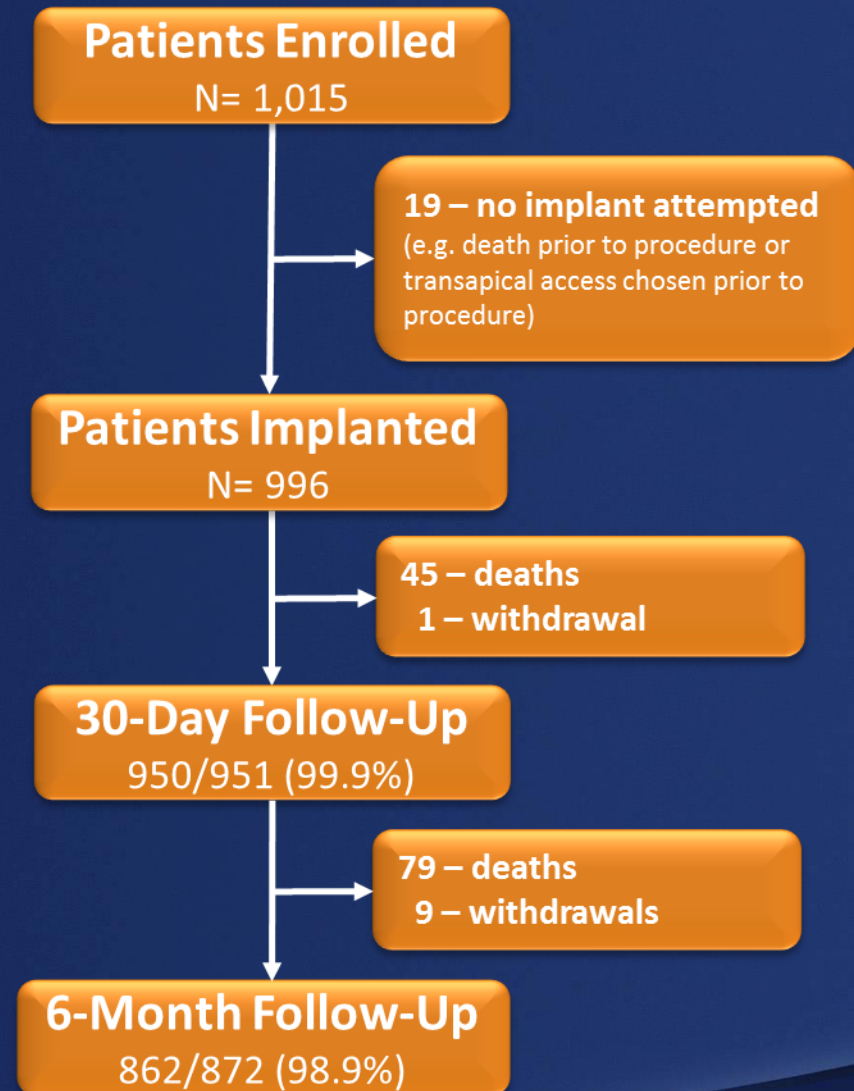 Patients Enrolled
N= 1,015
19 – no implant attempted
(e.g. death prior to procedure or
transapical access chosen prior to
procedure)
Patients Implanted
N= 996
45 – deaths
1 – withdrawal
30-Day Follow-Up
950/951 (99.9%)
79 – deaths
9 – withdrawals
6-Month Follow-Up
862/872 (98.9%)